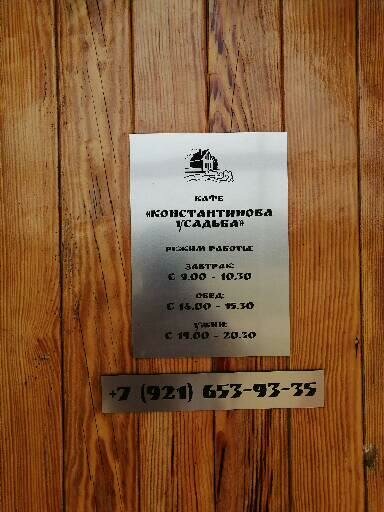 КАФЕ
«КОНСТАНТИНОВА
УСАДЬБА»
РЕЖИМ РАБОТЫ:
ЗАВТРАК:
С 9.00 - 10.30
ОБЕД:
С 14.00 - 15.30
УЖИН:
С 19.00 - 20.30
+7 (921) 653-93-35